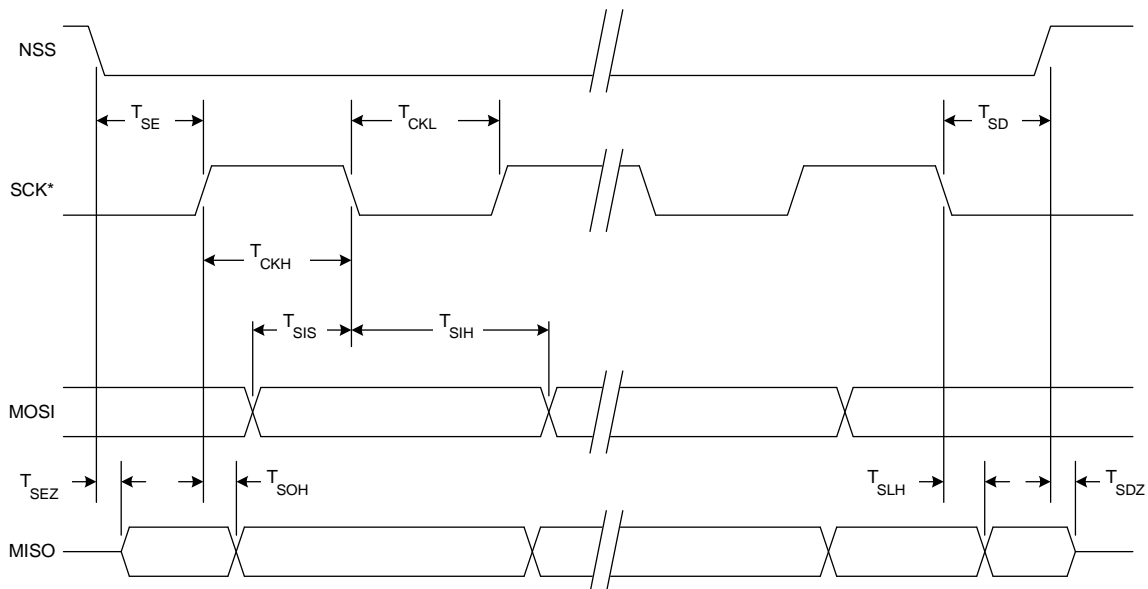 NSS
T_SE
T_CKL
T_SD
SCK*
T_CKH
T_SIS
T_SIH
MOSI
T_SEZ
T_SOH
T_SLH
T_SDZ
MISO